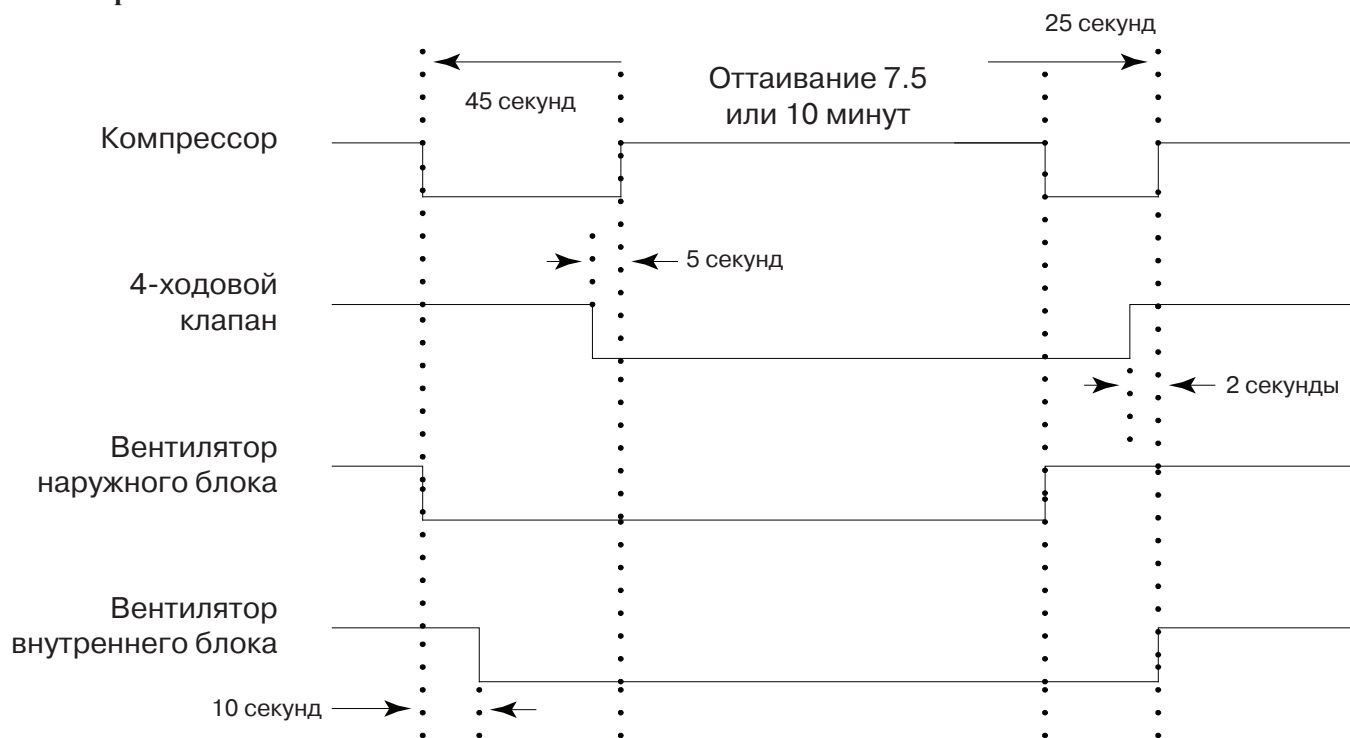 25 секунд
Оттаивание 7.5
или 10 минут
45 секунд
Компрессор
5 секунд
4-ходовой
клапан
2 секунды
Вентилятор
наружного блока
Вентилятор
внутреннего блока
10 секунд